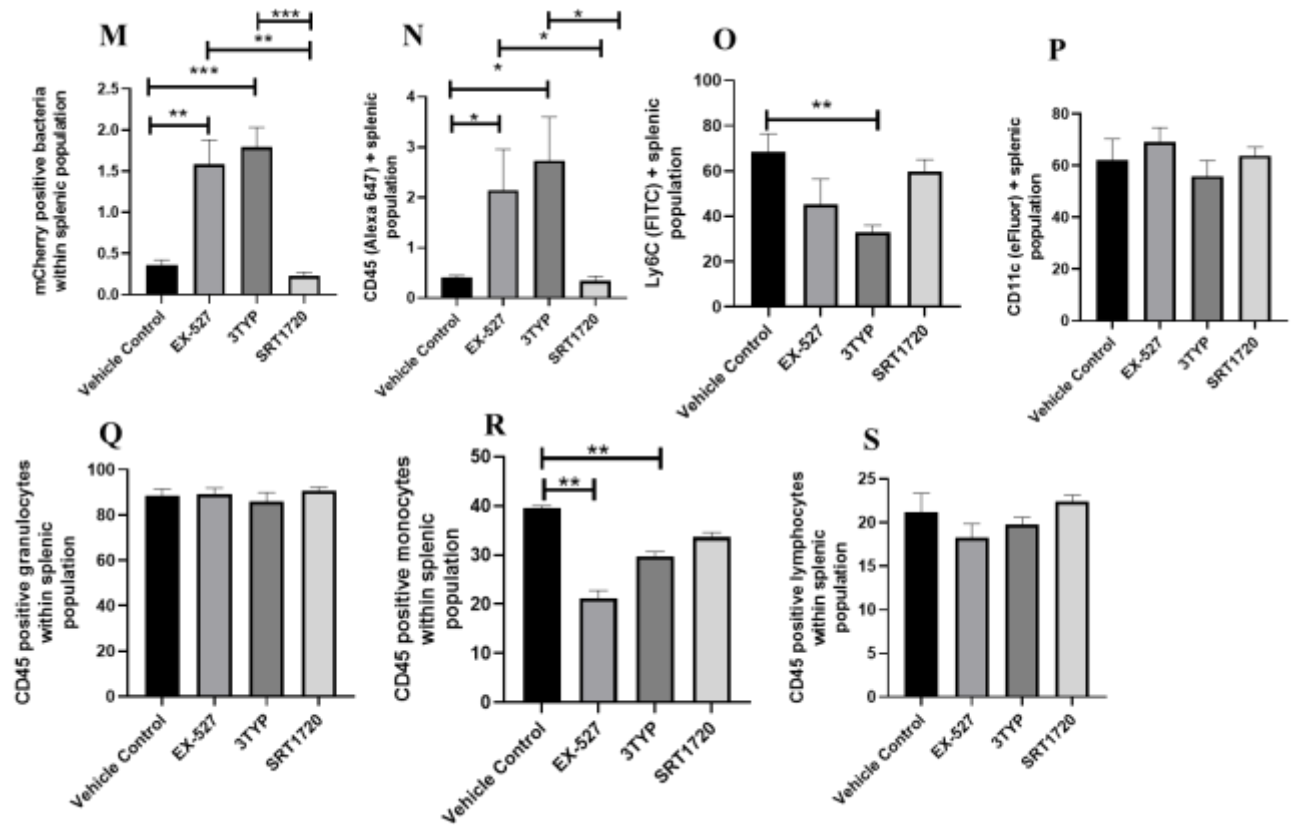 M
***
**
***
**
mCherry positive bacteria
within splenic population
2.5
2.0
1.5
1.0
0.5
0.0
Vehicle Control
EX-527
3TYP
SRT1720
N
*
*
*
*
CD45 (Alexa 647) + splenic
population
4
3
2
1
0
Vehicle Control
EX-527
3TYP
SRT1720
O
**
Ly6C (FITC) + splenic
population
100
80
60
40
20
0
Vehicle Control
EX-527
3TYP
SRT1720
P
CD11c (eFluor) + splenic
population
80
60
40
20
0
Vehicle Control
EX-527
3TYP
SRT1720
Q
CD45 positive granulocytes
within splenic
population
100
80
60
40
20
0
Vehicle Control
EX-527
3TYP
SRT1720
R
**
**
CD45 positive monocytes
within splenic
population
50
40
30
20
10
0
Vehicle Control
EX-527
3TYP
SRT1720
S
CD45 positive lymphocytes
within splenic
population
25
20
15
10
5
0
Vehicle Control
EX-527
3TYP
SRT1720